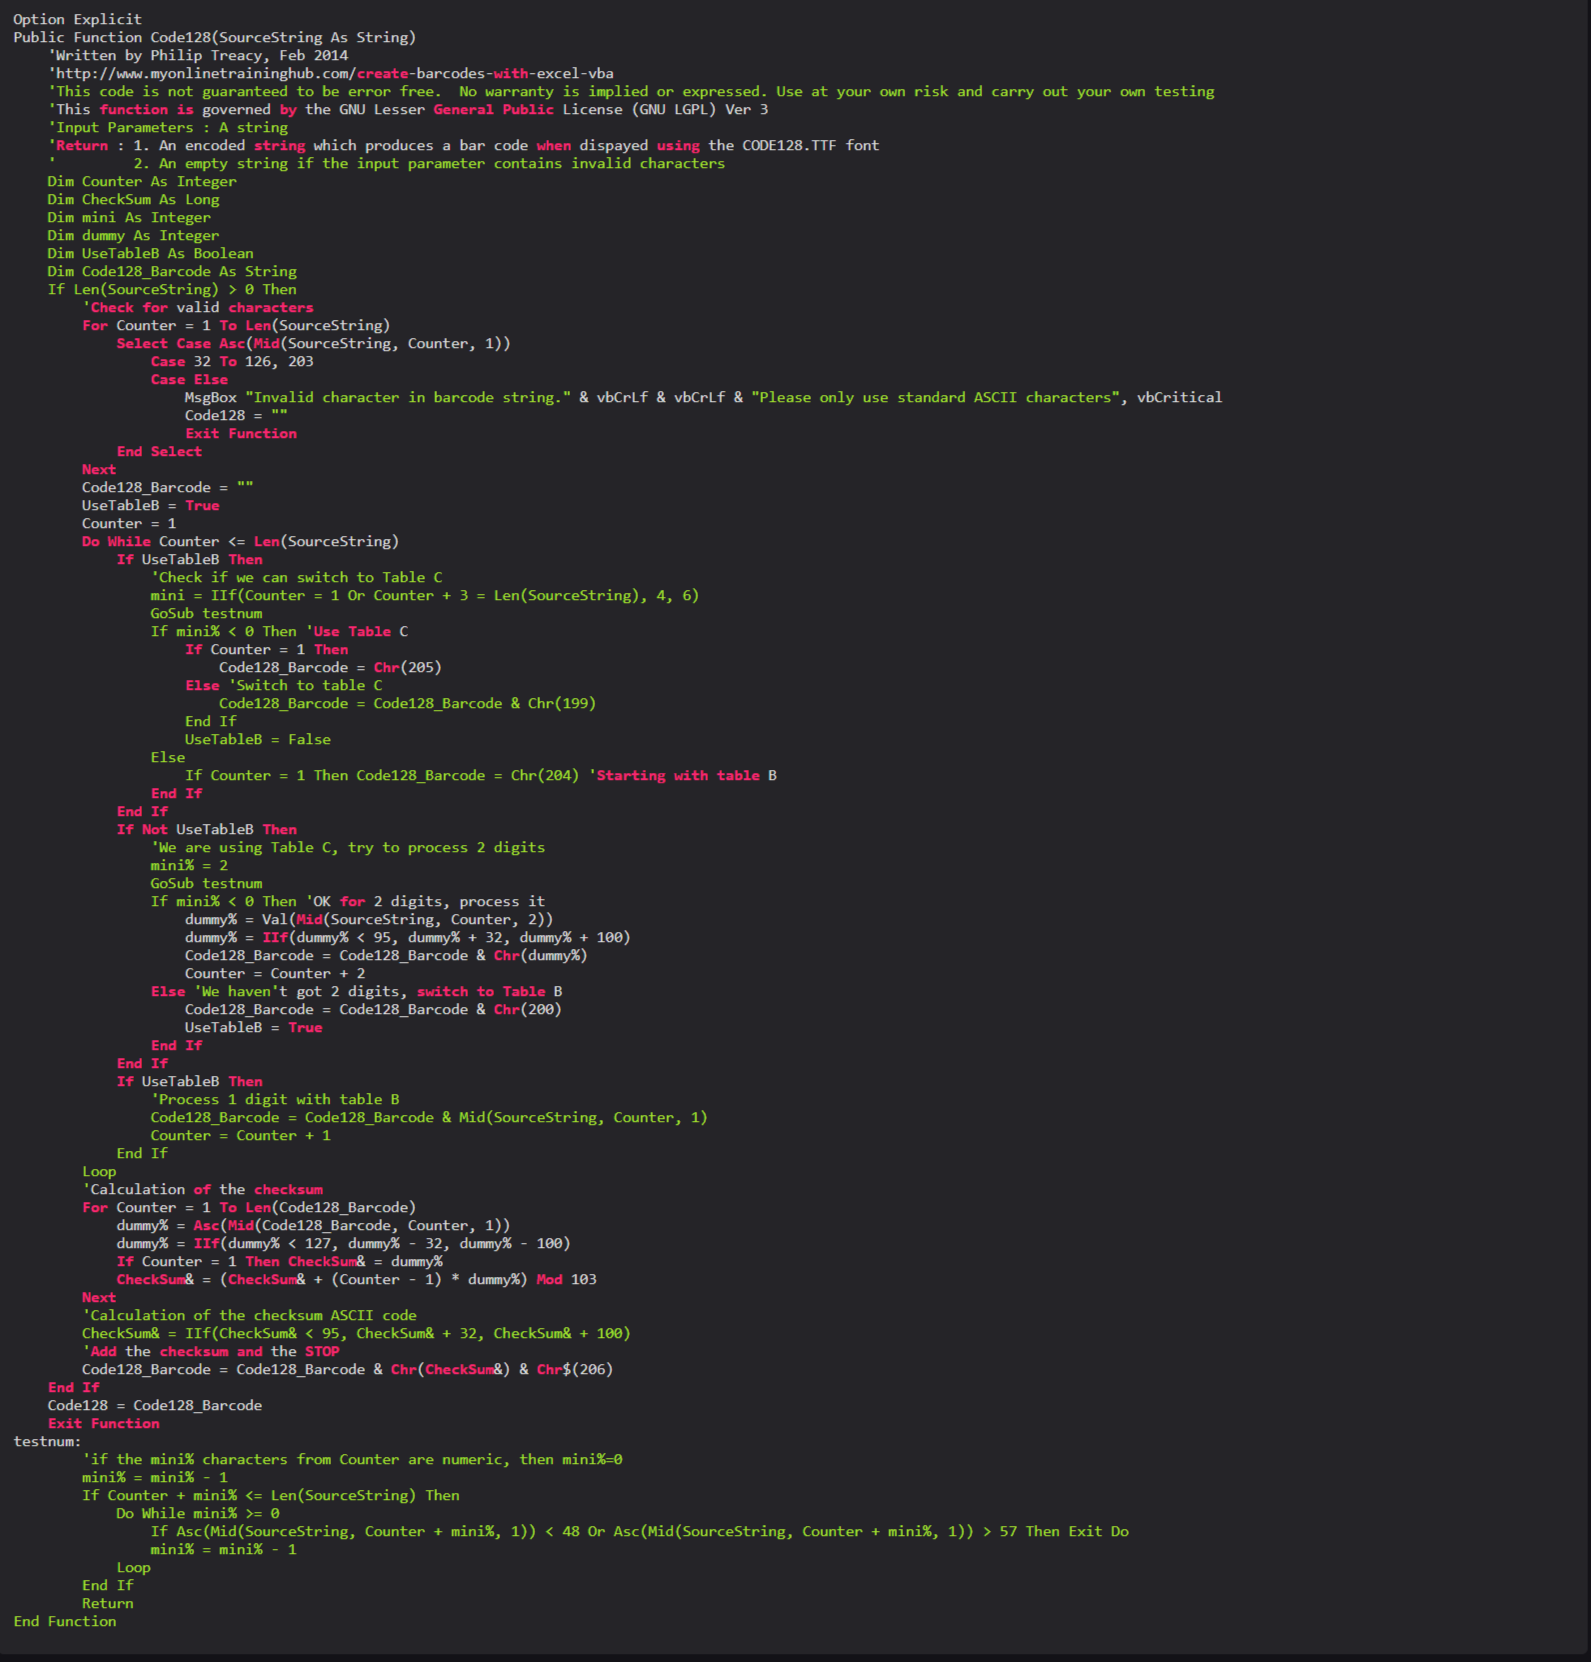 Option Explicit
Public Function Code128(SourceString As String)
    'Written by Philip Treacy, Feb 2014
    'http://www.myonlinetraininghub.com/create-barcodes-with-excel-vba
    'This code is not guaranteed to be error free.  No warranty is implied or expressed. Use at your own risk and carry out your own testing
    'This function is governed by the GNU Lesser General Public License (GNU LGPL) Ver 3
    'Input Parameters : A string
    'Return : 1. An encoded string which produces a bar code when dispayed using the CODE128.TTF font
    '         2. An empty string if the input parameter contains invalid characters
    Dim Counter As Integer
    Dim CheckSum As Long
    Dim mini As Integer
    Dim dummy As Integer
    Dim UseTableB As Boolean
    Dim Code128_Barcode As String
    If Len(SourceString) > 0 Then
        'Check for valid characters
        For Counter = 1 To Len(SourceString)
            Select Case Asc(Mid(SourceString, Counter, 1))
                Case 32 To 126, 203
                Case Else
                    MsgBox "Invalid character in barcode string." & vbCrLf & vbCrLf & "Please only use standard ASCII characters", vbCritical
                    Code128 = ""
                    Exit Function
            End Select
        Next
        Code128_Barcode = ""
        UseTableB = True
        Counter = 1
        Do While Counter <= Len(SourceString)
            If UseTableB Then
                'Check if we can switch to Table C
                mini = IIf(Counter = 1 Or Counter + 3 = Len(SourceString), 4, 6)
                GoSub testnum
                If mini% < 0 Then 'Use Table C
                    If Counter = 1 Then
                        Code128_Barcode = Chr(205)
                    Else 'Switch to table C
                        Code128_Barcode = Code128_Barcode & Chr(199)
                    End If
                    UseTableB = False
                Else
                    If Counter = 1 Then Code128_Barcode = Chr(204) 'Starting with table B
                End If
            End If
            If Not UseTableB Then
                'We are using Table C, try to process 2 digits
                mini% = 2
                GoSub testnum
                If mini% < 0 Then 'OK for 2 digits, process it
                    dummy% = Val(Mid(SourceString, Counter, 2))
                    dummy% = IIf(dummy% < 95, dummy% + 32, dummy% + 100)
                    Code128_Barcode = Code128_Barcode & Chr(dummy%)
                    Counter = Counter + 2
                Else 'We haven't got 2 digits, switch to Table B
                    Code128_Barcode = Code128_Barcode & Chr(200)
                    UseTableB = True
                End If
            End If
            If UseTableB Then
                'Process 1 digit with table B
                Code128_Barcode = Code128_Barcode & Mid(SourceString, Counter, 1)
                Counter = Counter + 1
            End If
        Loop
        'Calculation of the checksum
        For Counter = 1 To Len(Code128_Barcode)
            dummy% = Asc(Mid(Code128_Barcode, Counter, 1))
            dummy% = IIf(dummy% < 127, dummy% - 32, dummy% - 100)
            If Counter = 1 Then CheckSum& = dummy%
            CheckSum& = (CheckSum& + (Counter - 1) * dummy%) Mod 103
        Next
        'Calculation of the checksum ASCII code
        CheckSum& = IIf(CheckSum& < 95, CheckSum& + 32, CheckSum& + 100)
        'Add the checksum and the STOP
        Code128_Barcode = Code128_Barcode & Chr(CheckSum&) & Chr$(206)
    End If
    Code128 = Code128_Barcode
    Exit Function
testnum:
        'if the mini% characters from Counter are numeric, then mini%=0
        mini% = mini% - 1
        If Counter + mini% <= Len(SourceString) Then
            Do While mini% >= 0
                If Asc(Mid(SourceString, Counter + mini%, 1)) < 48 Or Asc(Mid(SourceString, Counter + mini%, 1)) > 57 Then Exit Do
                mini% = mini% - 1
            Loop
        End If
        Return
End Function